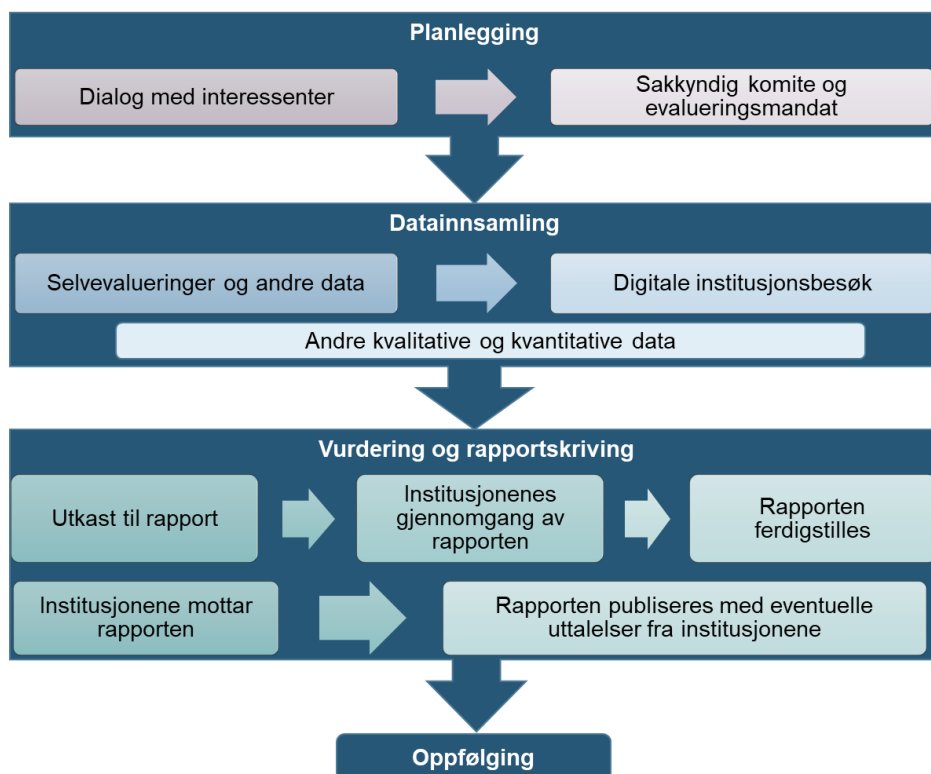 Planlegging
Dialog med interessenter
Sakkyndig komite og
evalueringsmandat
Datainnsamling
Selvevalueringer og andre data
Digitale institusjonsbesøk
Andre kvalitative og kvantitative data
Vurdering og rapportskriving
Utkast til rapport
Institusjonenes
gjennomgang av
rapporten
Rapporten
ferdigstilles
Institusjonene mottar
rapporten
Rapporten publiseres med eventuelle
uttalelser fra institusjonene
Oppfølging